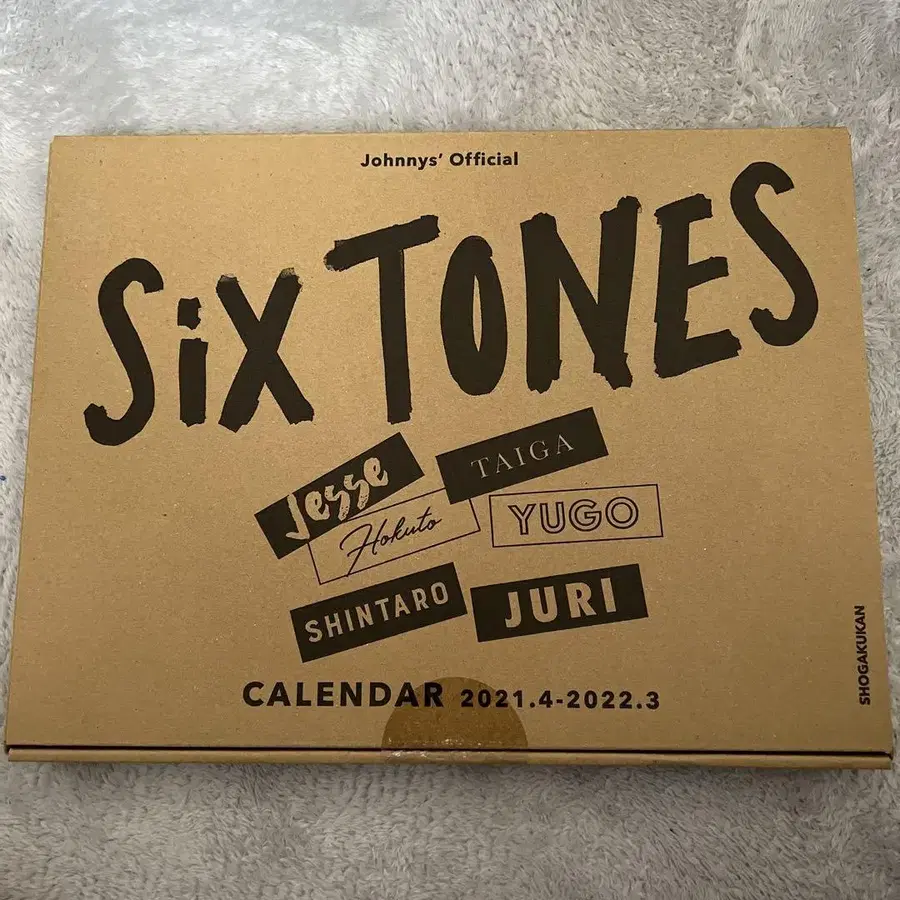 Johnnys' Official
SiXTONES
Jesse
TAIGA
Hokuto
YUGO
SHINTARO
JURI
CALENDAR 2021.4-2022.3
SHOGAKUKAN